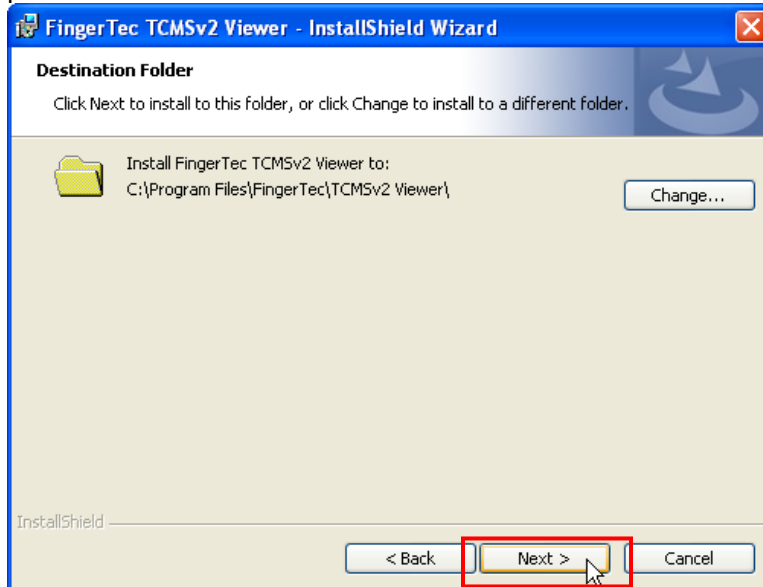 FingerTec TCMSv2 Viewer - InstallShield Wizard
Destination Folder
Click Next to install to this folder, or click Change to install to a different folder.
Install FingerTec TCMSv2 Viewer to:
C:\Program Files\FingerTec\TCMSv2 Viewer\
Change...
InstallShield
< Back Next > Cancel